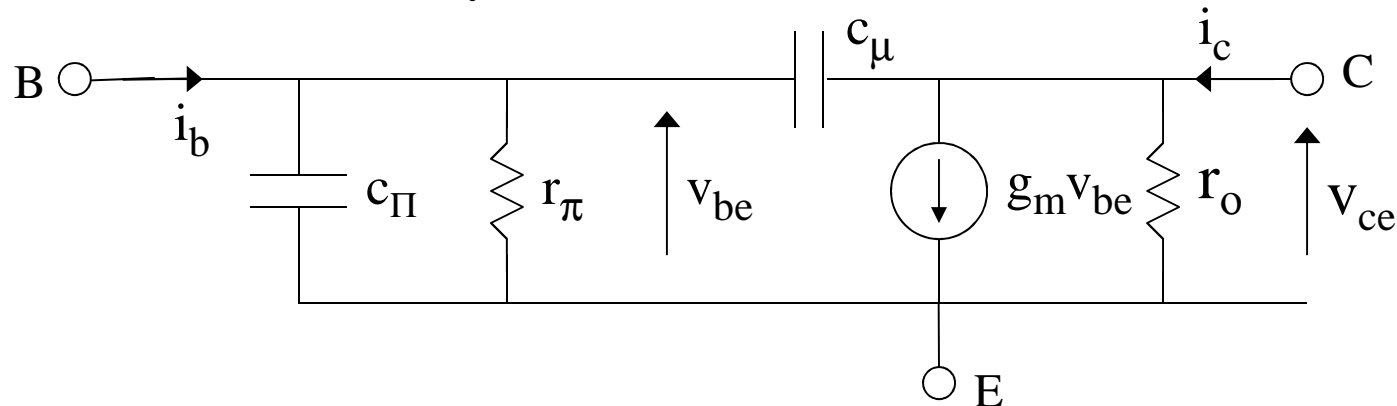 B
i_b
c_Π
r_π
v_be
c_μ
g_m v_be
r_o
i_c
C
v_ce
E